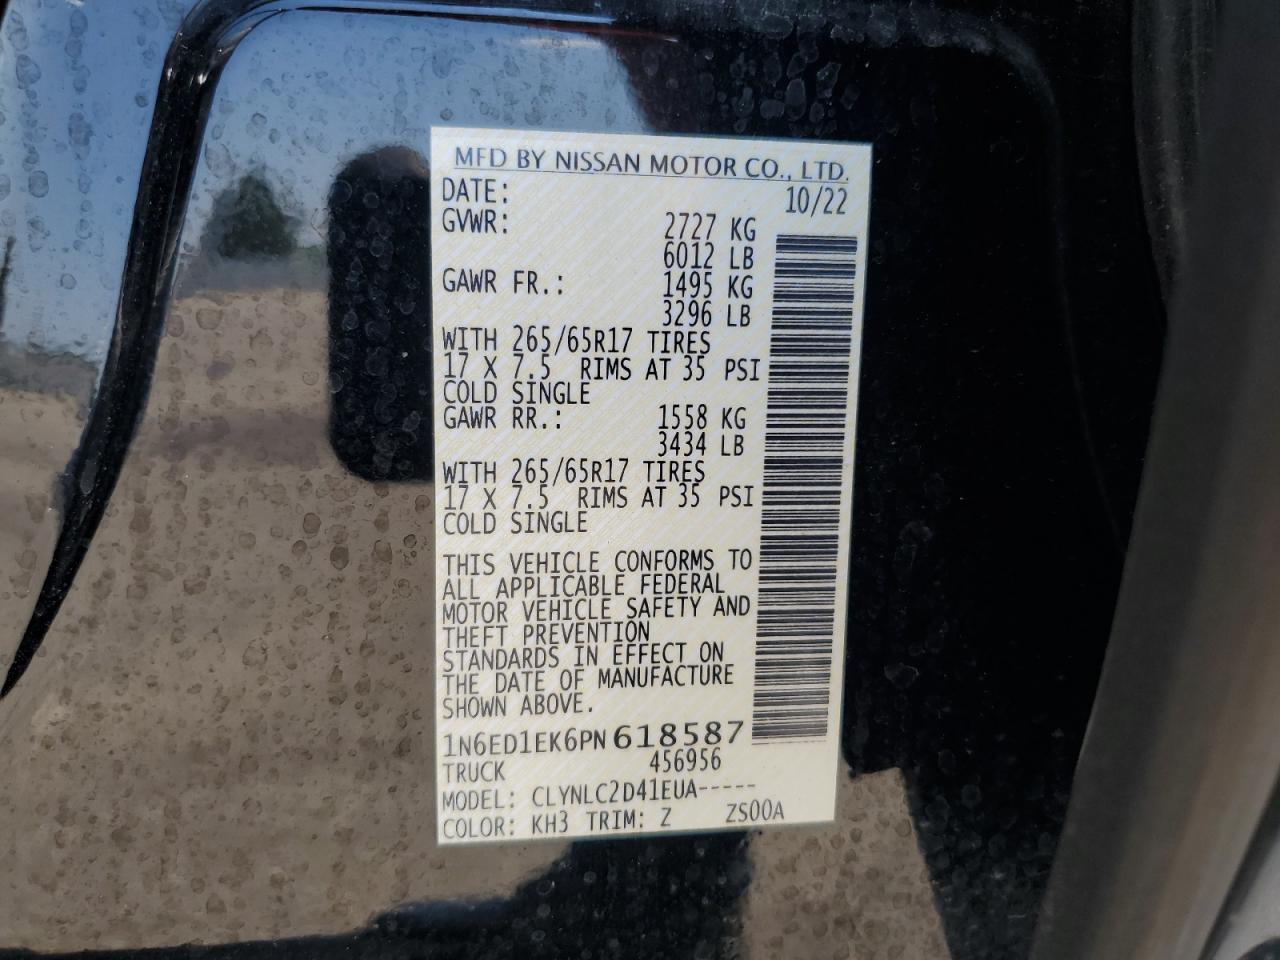 MFD BY NISSAN MOTOR CO., LTD.
DATE: 10/22
GVWR: 2727 KG
6012 LB
GAWR FR.: 1495 KG
3296 LB
WITH 265/65R17 TIRES
17 X 7.5 RIMS AT 35 PSI
COLD SINGLE
GAWR RR.: 1558 KG
3434 LB
WITH 265/65R17 TIRES
17 X 7.5 RIMS AT 35 PSI
COLD SINGLE
THIS VEHICLE CONFORMS TO
ALL APPLICABLE FEDERAL
MOTOR VEHICLE SAFETY AND
THEFT PREVENTION
STANDARDS IN EFFECT ON
THE DATE OF MANUFACTURE
SHOWN ABOVE.
1N6ED1EK6PN618587
TRUCK 456956
MODEL: CLYNLC2D41EUA-----
COLOR: KH3 TRIM: Z ZS00A